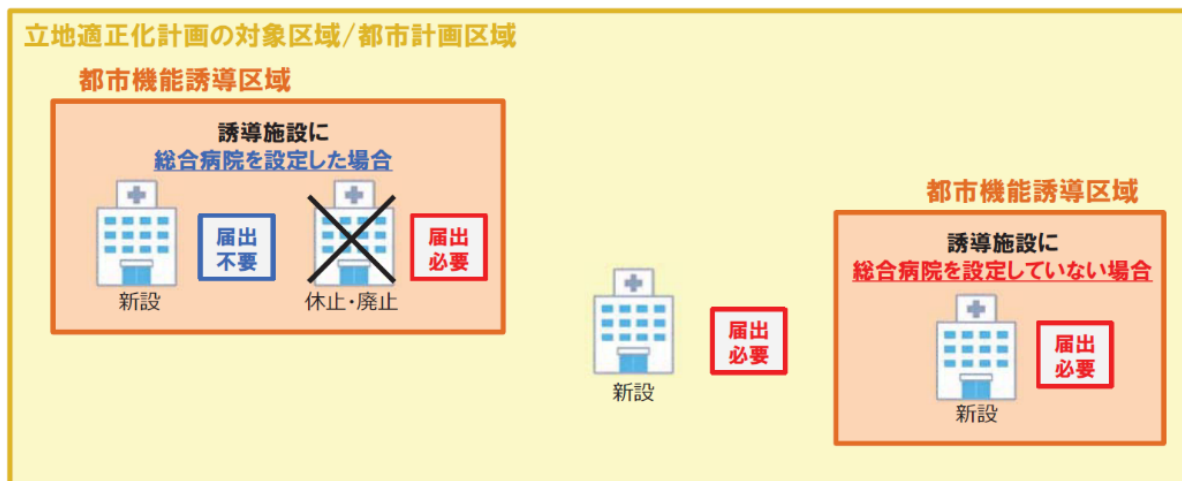 立地適正化計画の対象区域/都市計画区域
都市機能誘導区域
誘導施設に
総合病院を設定した場合
届出
不要
新設
届出
必要
休止・廃止
届出
必要
新設
都市機能誘導区域
誘導施設に
総合病院を設定していない場合
届出
必要
新設